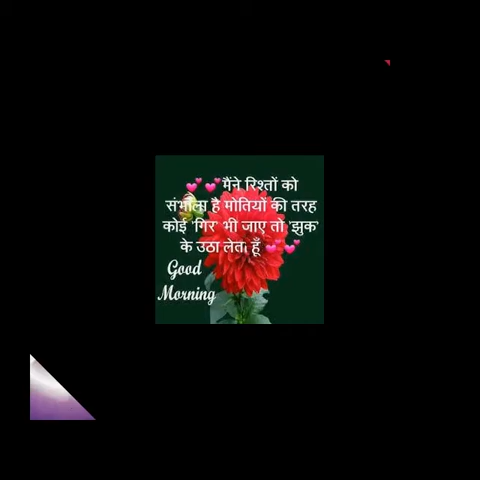 💕💕मैंने रिश्तों को
संभाला है मोतियों की तरह
कोई 'गिर' भी जाए तो 'झुक'
के उठा लेता हूँ 💕💕
Good
Morning